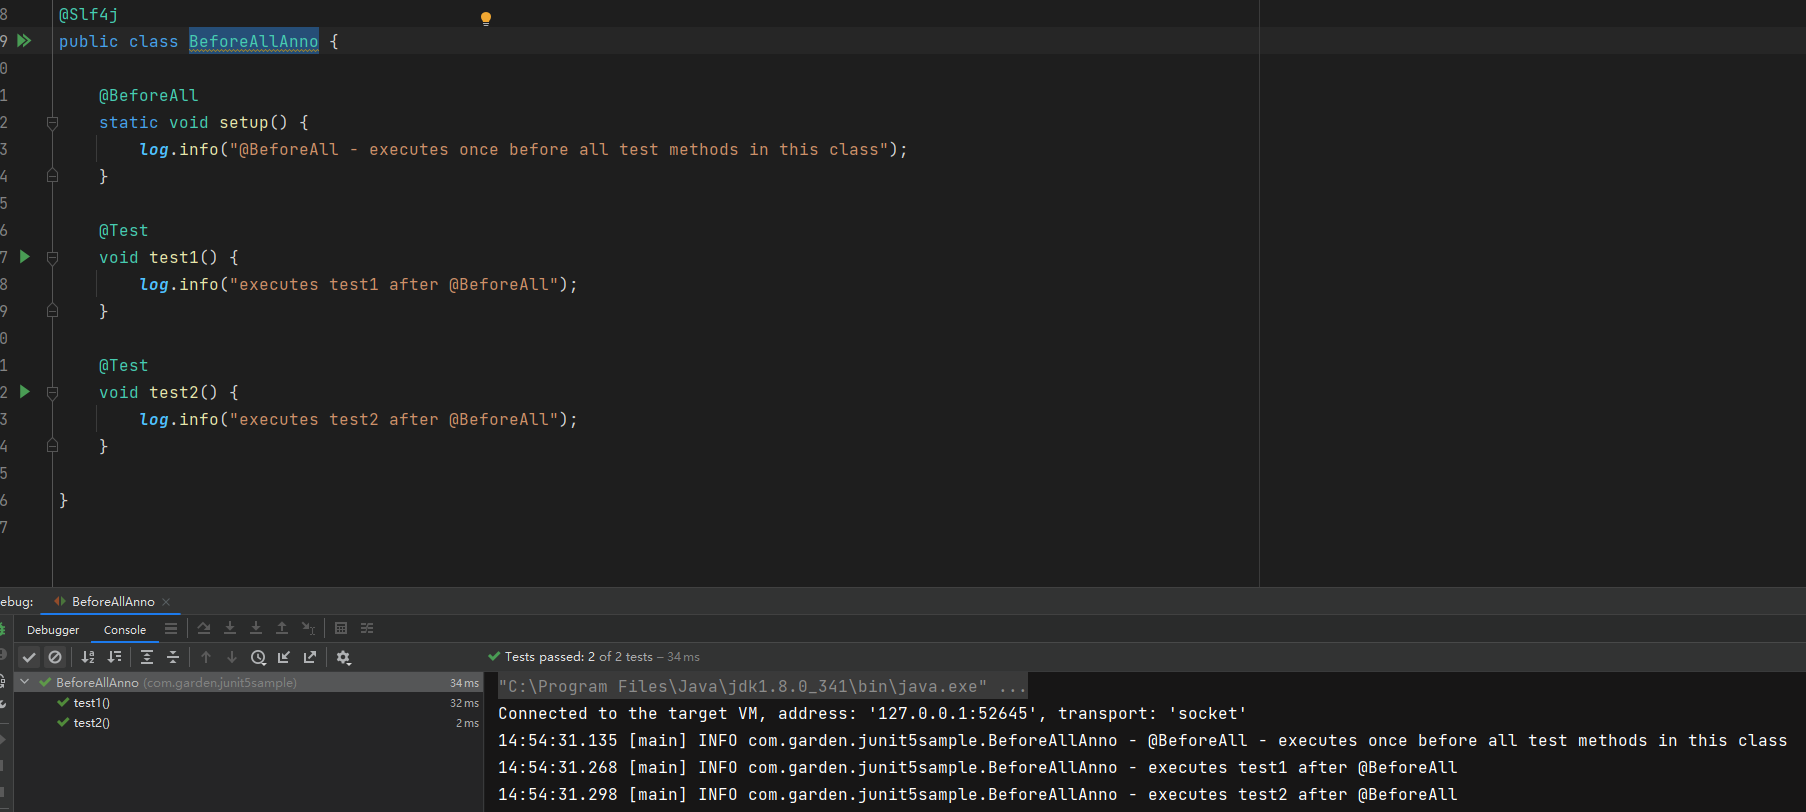 8 @Slf4j
9 public class BeforeAllAnno {
0
1 @BeforeAll
2 static void setup() {
3 log.info("@BeforeAll - executes once before all test methods in this class");
4 }
5
6 @Test
7 void test1() {
8 log.info("executes test1 after @BeforeAll");
9 }
0
1 @Test
2 void test2() {
3 log.info("executes test2 after @BeforeAll");
4 }
5
6 }
7
ebug: BeforeAllAnno
Debugger Console
Tests passed: 2 of 2 tests – 34 ms
BeforeAllAnno (com.garden.junit5sample) 34 ms
test1() 32 ms
test2() 2 ms
"C:\Program Files\Java\jdk1.8.0_341\bin\java.exe" ...
Connected to the target VM, address: '127.0.0.1:52645', transport: 'socket'
14:54:31.135 [main] INFO com.garden.junit5sample.BeforeAllAnno - @BeforeAll - executes once before all test methods in this class
14:54:31.268 [main] INFO com.garden.junit5sample.BeforeAllAnno - executes test1 after @BeforeAll
14:54:31.298 [main] INFO com.garden.junit5sample.BeforeAllAnno - executes test2 after @BeforeAll